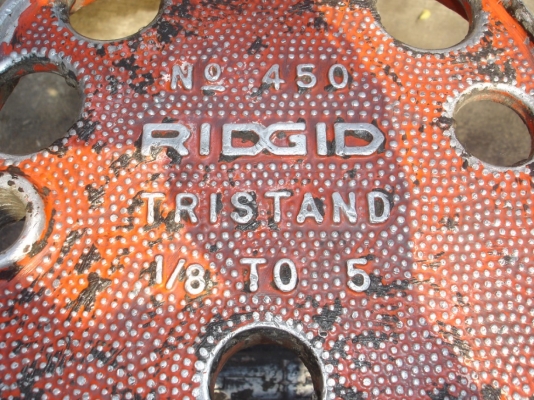 Nº 450
RIDGID
TRISTAND
1/8 TO 5